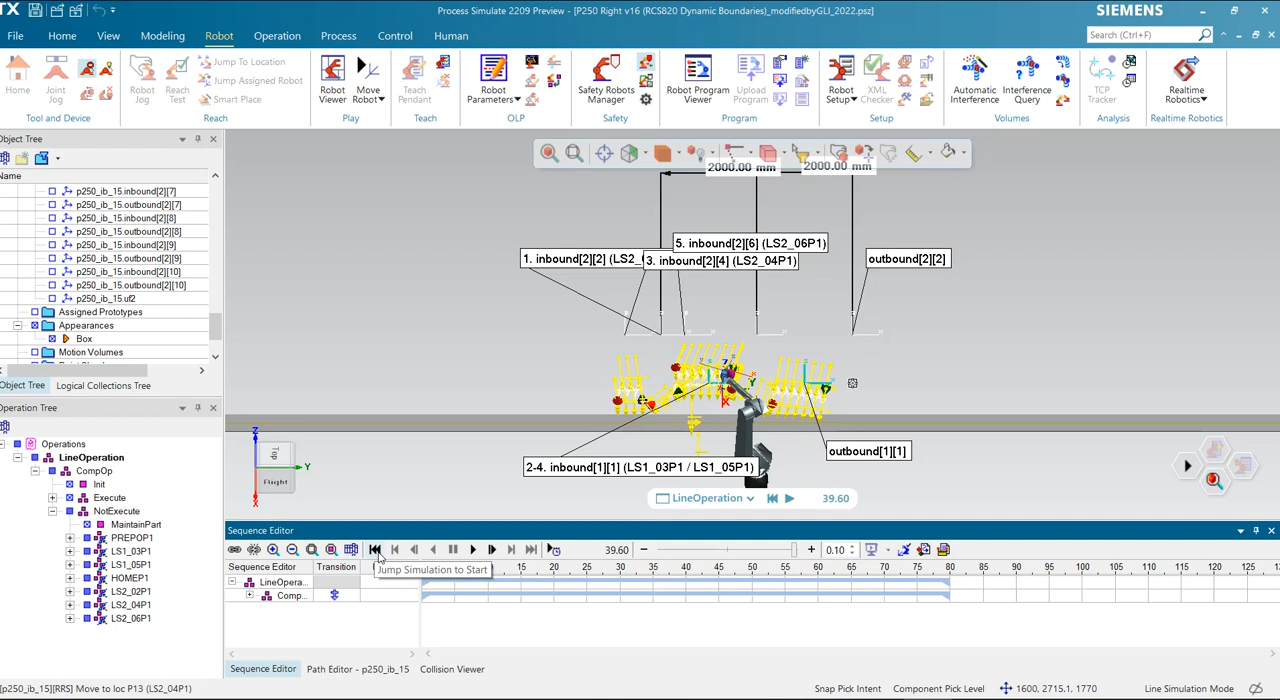 TX
Process Simulate 2209 Preview - [P250 Right v16 (RCS820 Dynamic Boundaries)_modifiedbyGLI_2022.psz]
SIEMENS
File Home View Modeling Robot Operation Process Control Human
Search (Ctrl+F)
Home
Joint Jog
Tool and Device
Robot Jog
Reach Test
Jump To Location
Jump Assigned Robot
Smart Place
Reach
Robot Viewer
Move Robot
Play
Teach Pendant
Teach
Robot Parameters
OLP
Safety Robots Manager
Safety
Robot Program Viewer
Upload Program
Program
Robot Setup
XML Checker
Setup
Automatic Interference
Interference Query
Volumes
TCP Tracker
Analysis
Realtime Robotics
Realtime Robotics
Object Tree
Name
p250_ib_15.inbound[2][7]
p250_ib_15.outbound[2][7]
p250_ib_15.inbound[2][8]
p250_ib_15.outbound[2][8]
p250_ib_15.inbound[2][9]
p250_ib_15.outbound[2][9]
p250_ib_15.inbound[2][10]
p250_ib_15.outbound[2][10]
p250_ib_15.uf2
Assigned Prototypes
Appearances
Box
Motion Volumes
Object Tree
Logical Collections Tree
Operation Tree
Operations
LineOperation
CompOp
Init
Execute
NotExecute
MaintainPart
PREPOP1
LS1_03P1
LS1_05P1
HOMEP1
LS2_02P1
LS2_04P1
LS2_06P1
2000.00 mm
2000.00 mm
5. inbound[2][6] (LS2_06P1)
1. inbound[2][2] (LS2_
3. inbound[2][4] (LS2_04P1)
outbound[2][2]
2-4. inbound[1][1] (LS1_03P1 / LS1_05P1)
outbound[1][1]
Z
Y
X
Top
Right
LineOperation
39.60
Sequence Editor
39.60
0.10
Sequence Editor
Transition
Jump Simulation to Start
5 10 15 20 25 30 35 40 45 50 55 60 65 70 75 80 85 90 95 100 105 110 115 120 125
LineOpera...
Comp...
Sequence Editor
Path Editor - p250_ib_15
Collision Viewer
[p250_ib_15][RRS] Move to loc P13 (LS2_04P1)
Snap Pick Intent
Component Pick Level
1600, 2715.1, 1770
Line Simulation Mode